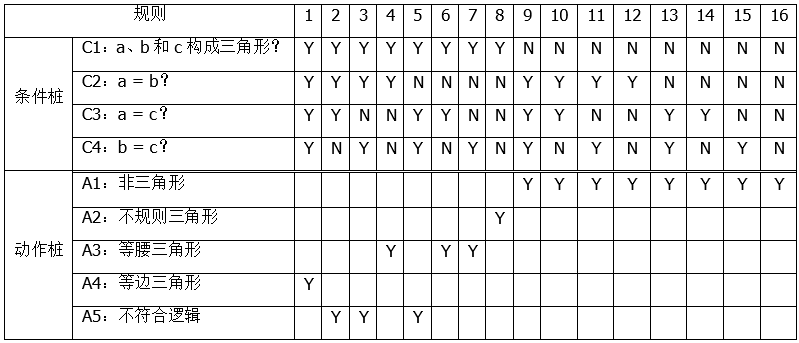 规则 1 2 3 4 5 6 7 8 9 10 11 12 13 14 15 16
条件桩
C1：a、b 和 c 构成三角形？ Y Y Y Y Y Y Y Y N N N N N N N N
C2：a = b？ Y Y Y Y N N N N Y Y Y Y N N N N
C3：a = c？ Y Y N N Y Y N N Y Y N N Y Y N N
C4：b = c？ Y N Y N Y N Y N Y N Y N Y N Y N
动作桩
A1：非三角形 Y Y Y Y Y Y Y Y
A2：不规则三角形 Y
A3：等腰三角形 Y Y Y
A4：等边三角形 Y
A5：不符合逻辑 Y Y Y